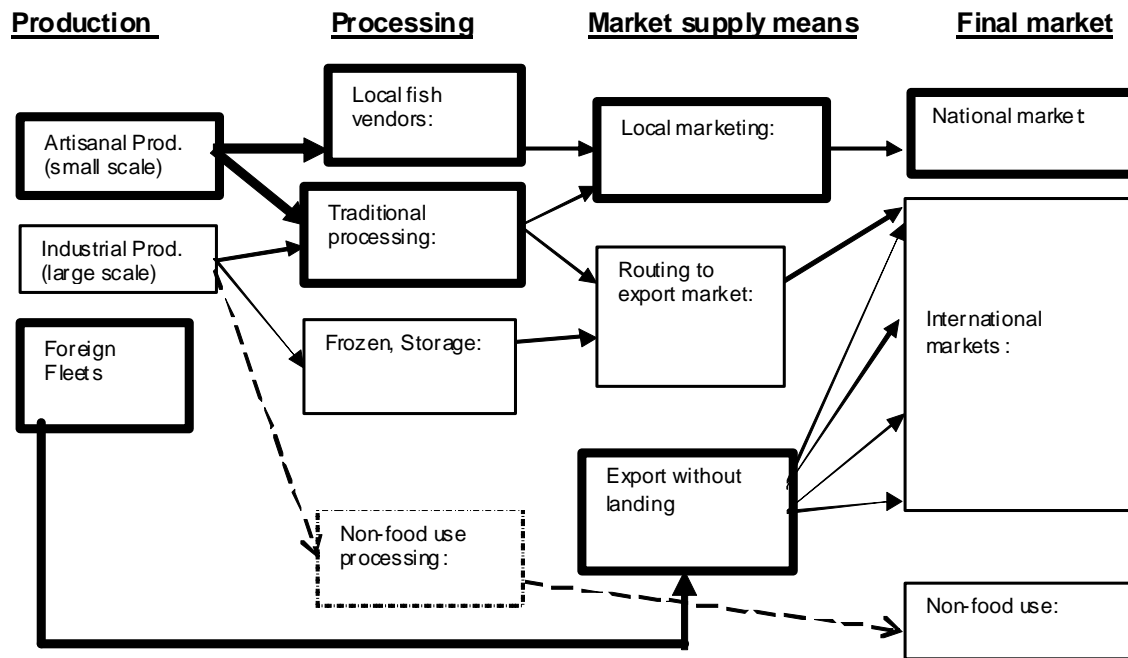 Production
Processing
Market supply means
Final market
Local fish
vendors:
Local marketing:
National market:
Artisanal Prod.
(small scale)
Traditional
processing:
Industrial Prod.
(large scale)
Routing to
export market:
International
markets :
Foreign
Fleets
Frozen, Storage:
Export without
landing
Non-food use
processing:
Non-food use: